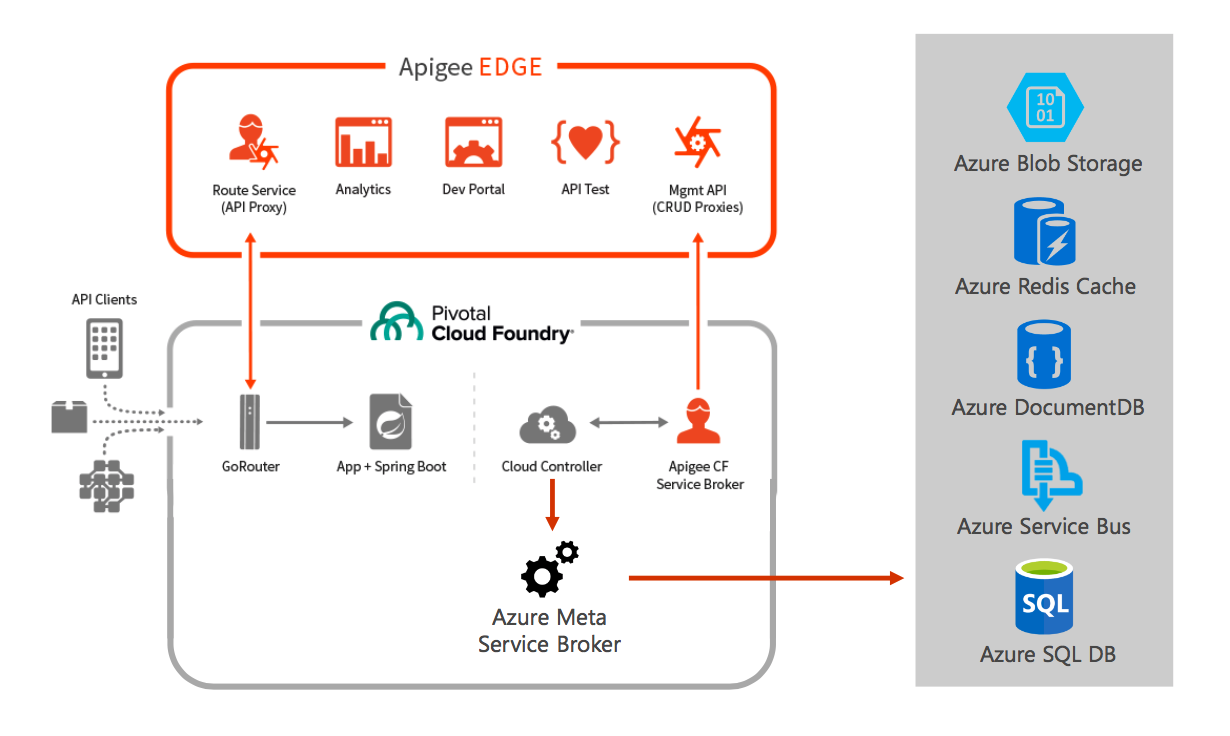 Apigee EDGE
Route Service
(API Proxy)
Analytics
Dev Portal
API Test
Mgmt API
(CRUD Proxies)
API Clients
Pivotal
Cloud Foundry®
GoRouter
App + Spring Boot
Cloud Controller
Apigee CF
Service Broker
Azure Meta
Service Broker
10
01
Azure Blob Storage
Azure Redis Cache
{ }
Azure DocumentDB
Azure Service Bus
SQL
Azure SQL DB